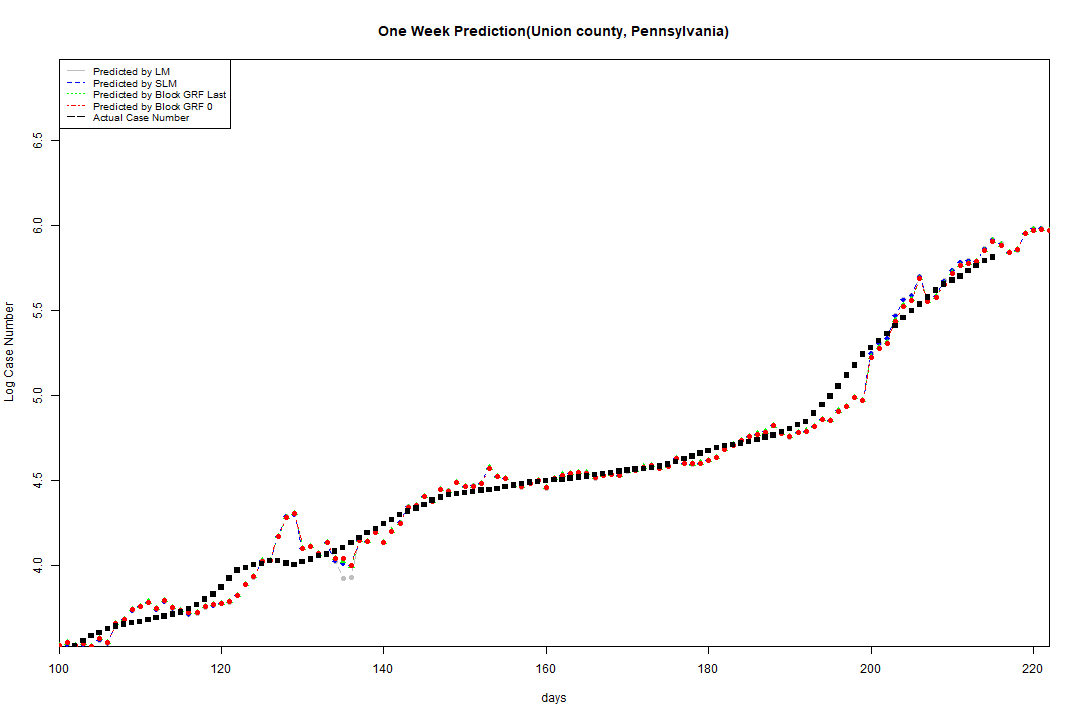 One Week Prediction(Union county, Pennsylvania)
Predicted by LM
Predicted by SLM
Predicted by Block GRF Last
Predicted by Block GRF 0
Actual Case Number
Log Case Number
6.5
6.0
5.5
5.0
4.5
4.0
100 120 140 160 180 200 220
days